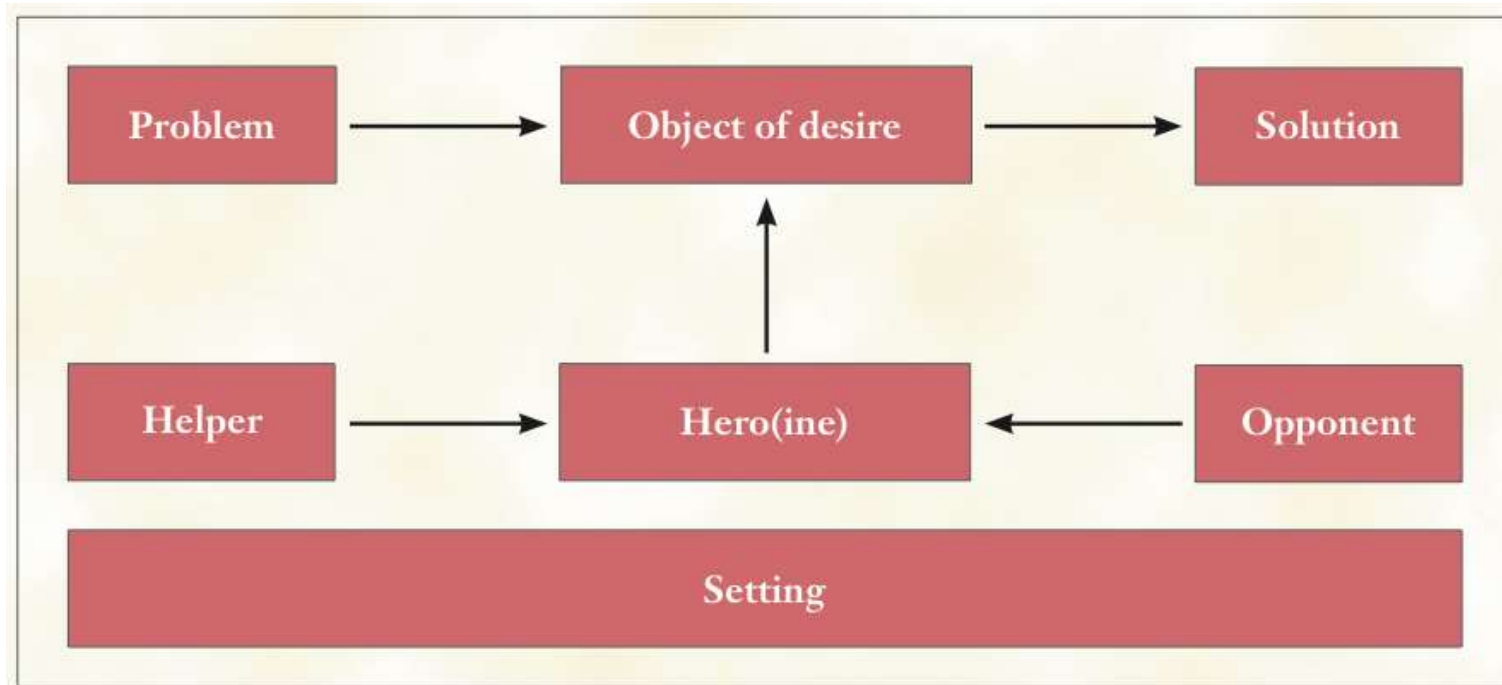 Problem
Object of desire
Solution
Helper
Hero(ine)
Opponent
Setting